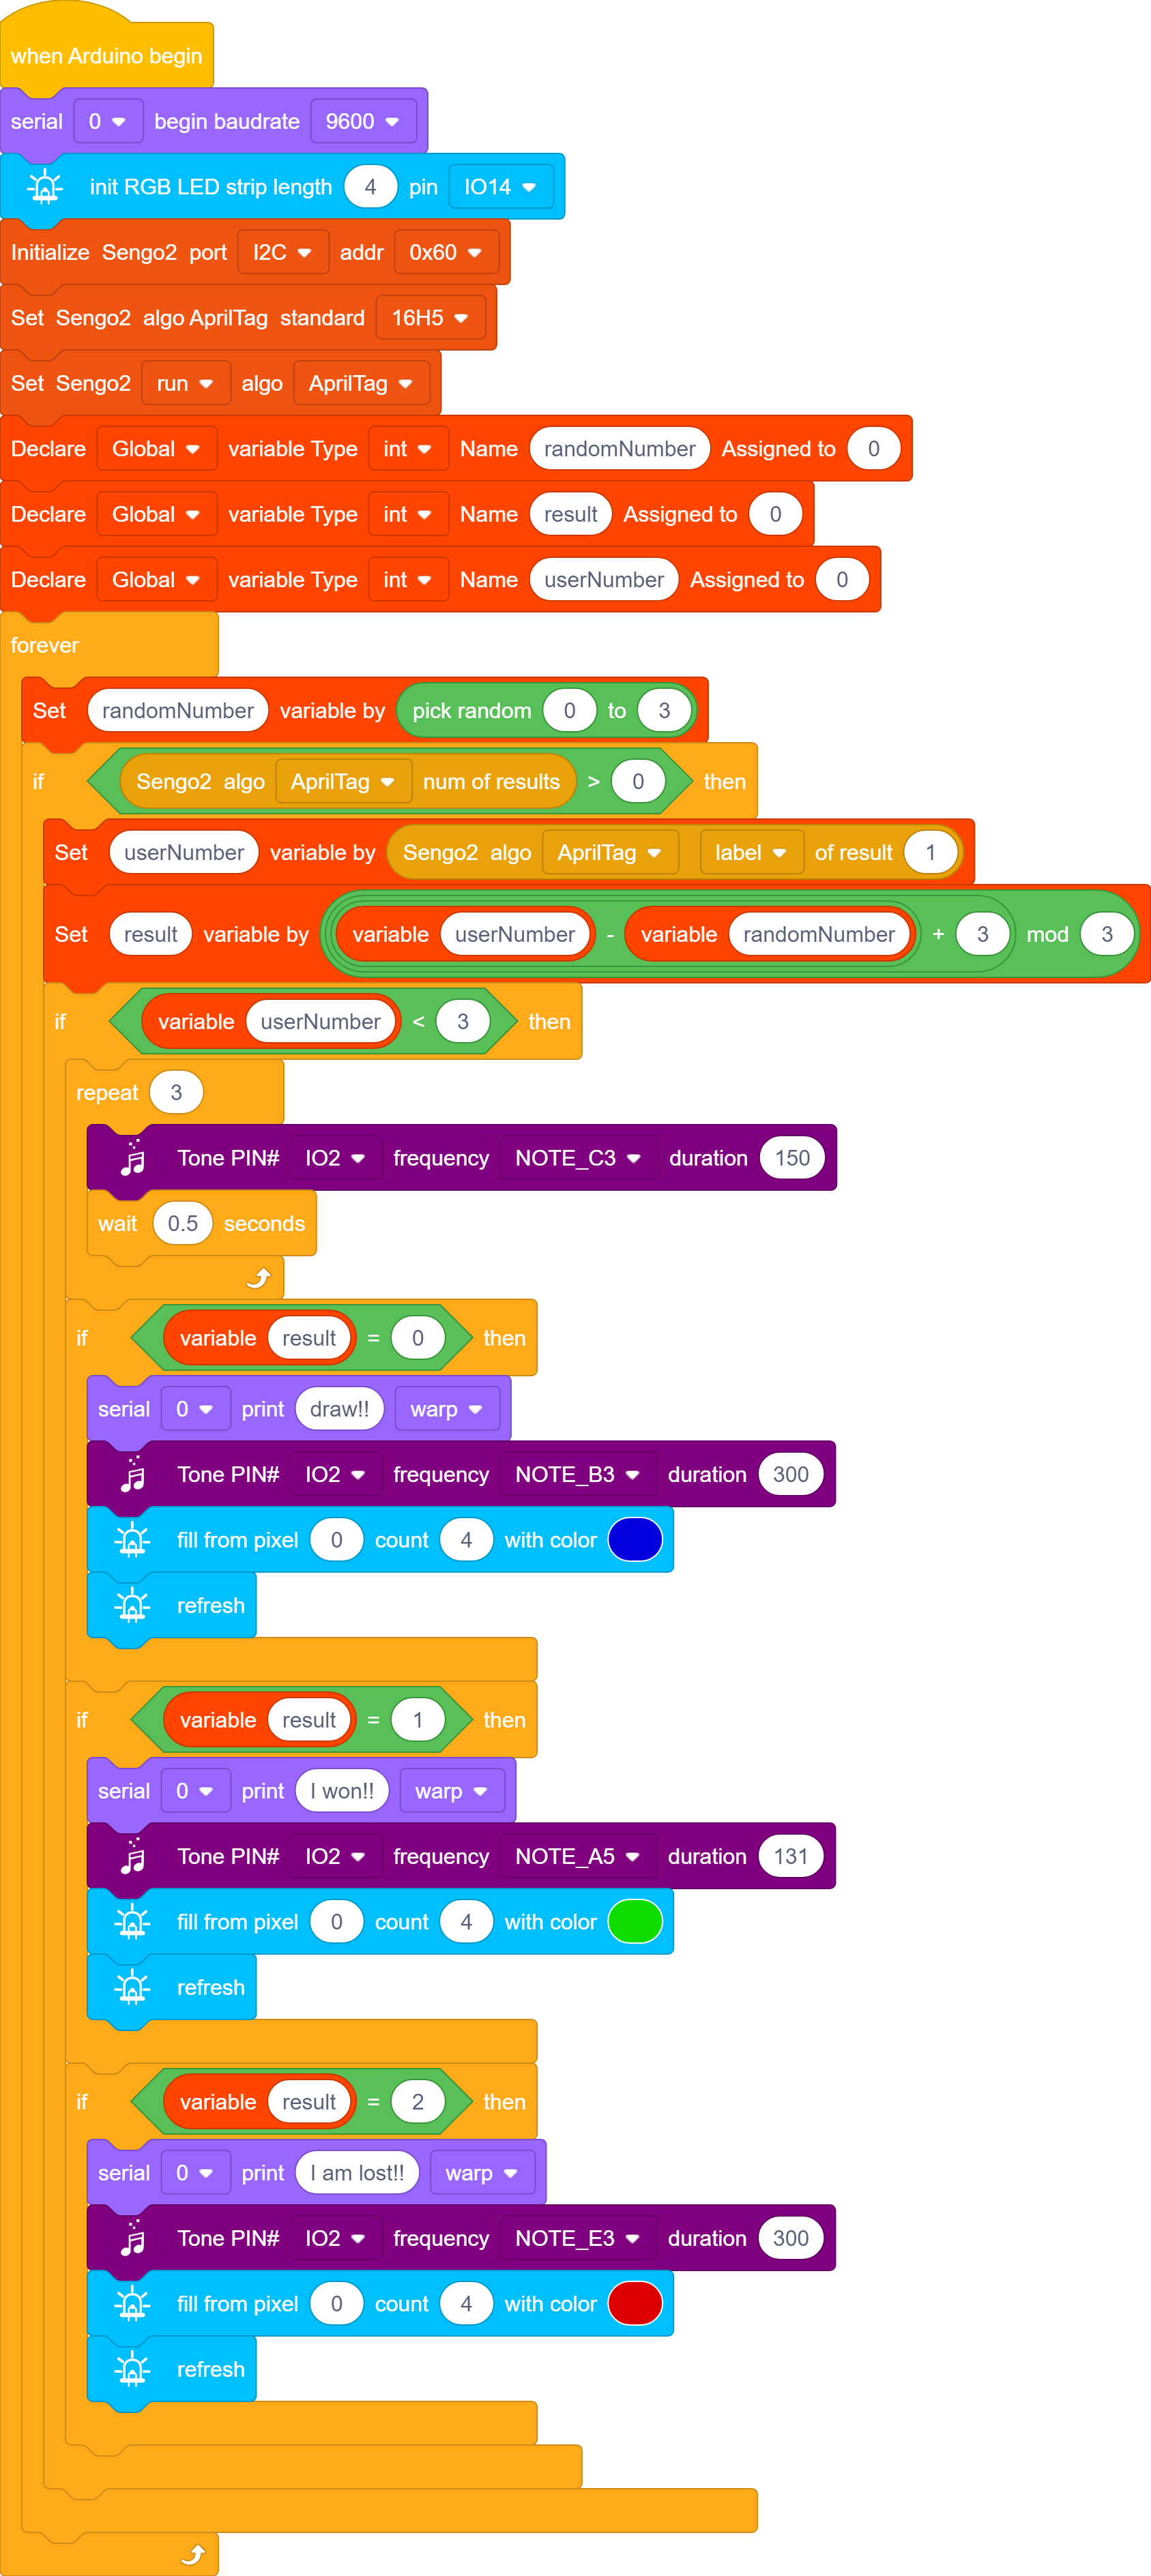 when Arduino begin
serial 0 begin baudrate 9600
init RGB LED strip length 4 pin IO14
Initialize Sengo2 port I2C addr 0x60
Set Sengo2 algo AprilTag standard 16H5
Set Sengo2 run algo AprilTag
Declare Global variable Type int Name randomNumber Assigned to 0
Declare Global variable Type int Name result Assigned to 0
Declare Global variable Type int Name userNumber Assigned to 0
forever
Set randomNumber variable by pick random 0 to 3
if Sengo2 algo AprilTag num of results > 0 then
Set userNumber variable by Sengo2 algo AprilTag label of result 1
Set result variable by variable userNumber - variable randomNumber + 3 mod 3
if variable userNumber < 3 then
repeat 3
Tone PIN# IO2 frequency NOTE_C3 duration 150
wait 0.5 seconds
if variable result = 0 then
serial 0 print draw!! warp
Tone PIN# IO2 frequency NOTE_B3 duration 300
fill from pixel 0 count 4 with color
refresh
if variable result = 1 then
serial 0 print I won!! warp
Tone PIN# IO2 frequency NOTE_A5 duration 131
fill from pixel 0 count 4 with color
refresh
if variable result = 2 then
serial 0 print I am lost!! warp
Tone PIN# IO2 frequency NOTE_E3 duration 300
fill from pixel 0 count 4 with color
refresh